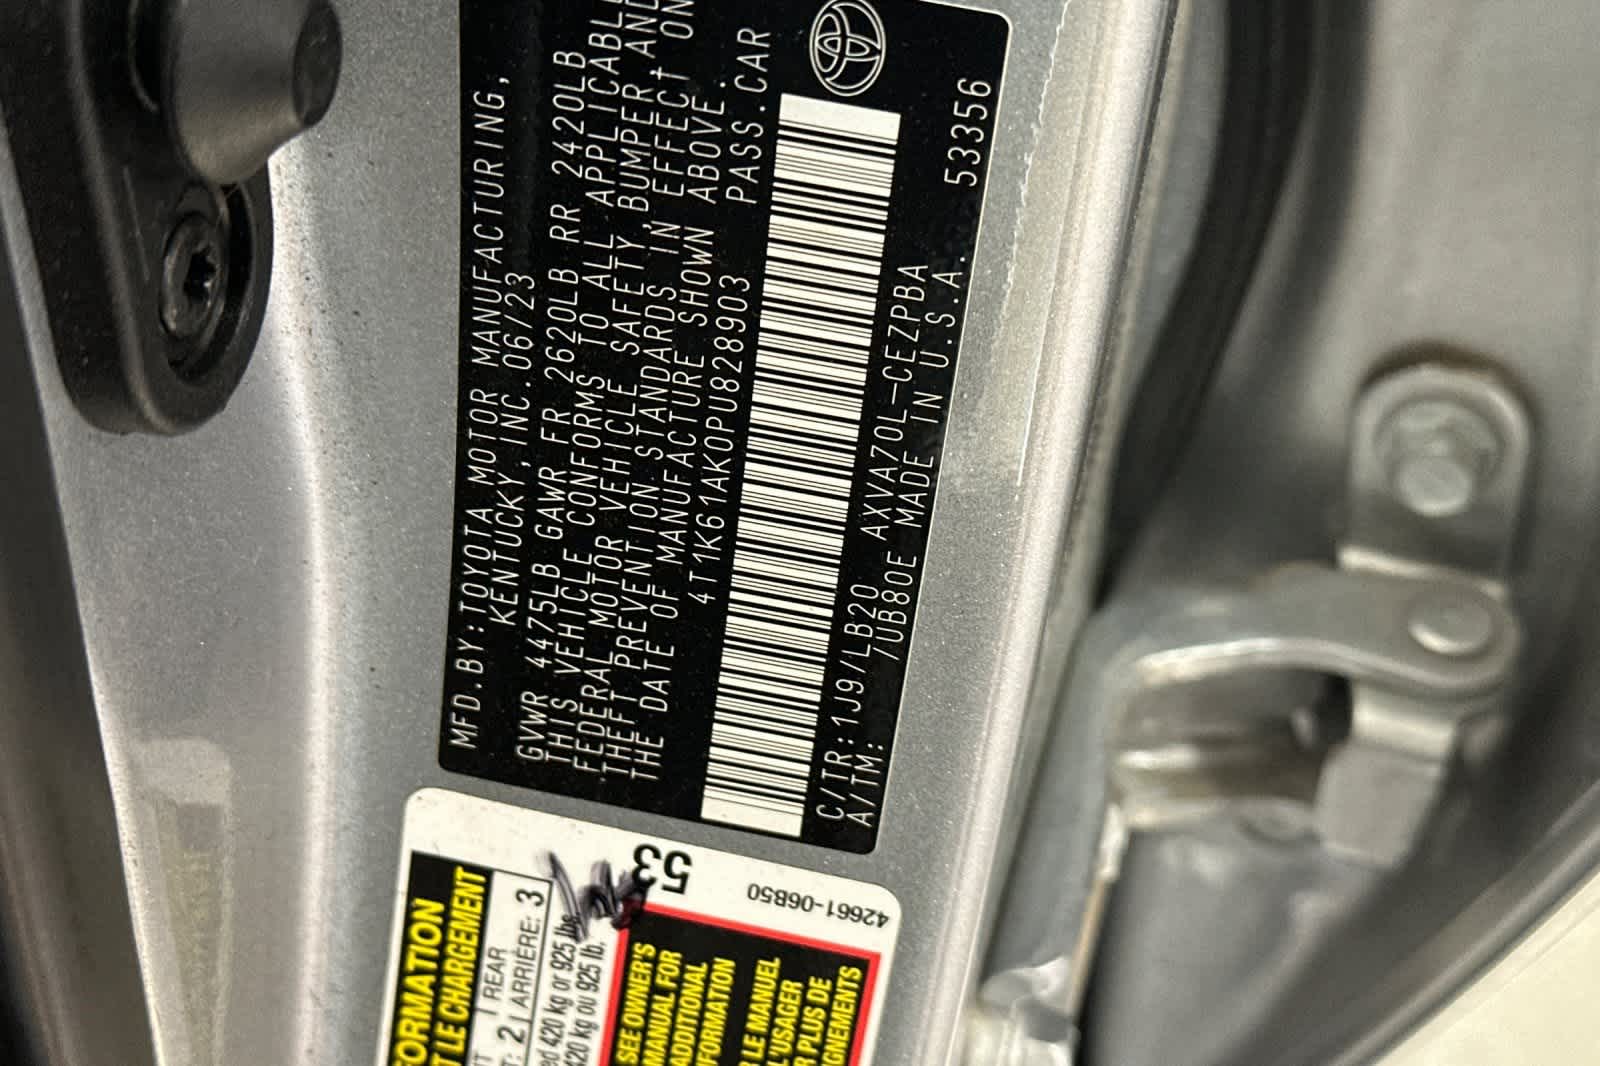 MFD.BY:TOYOTA MOTOR MANUFACTURING,
KENTUCKY,INC.06/23
GVWR 4475LB GAWR FR 2620LB RR 2420LB
THIS VEHICLE CONFORMS TO ALL APPLICABLE
FEDERAL MOTOR VEHICLE SAFETY,BUMPER,AND
THEFT PREVENTION STANDARDS IN EFFECT ON
THE DATE OF MANUFACTURE SHOWN ABOVE.
4T1K61AK0PU828903 PASS.CAR
C/TR:1J9/LB20 AXVA70L-CEZPBA
A/TM: /UB80E MADE IN U.S.A. 53356
53
42661-06B50
FORMATION
T LE CHARGEMENT
REAR
2 ARRIÈRE: 3
ed 420 kg or 925 lbs.
420 kg ou 925 lb.
SEE OWNER'S
MANUAL FOR
ADDITIONAL
NFORMATION
LE MANUEL
L'USAGER
R PLUS DE
IGNEMENTS